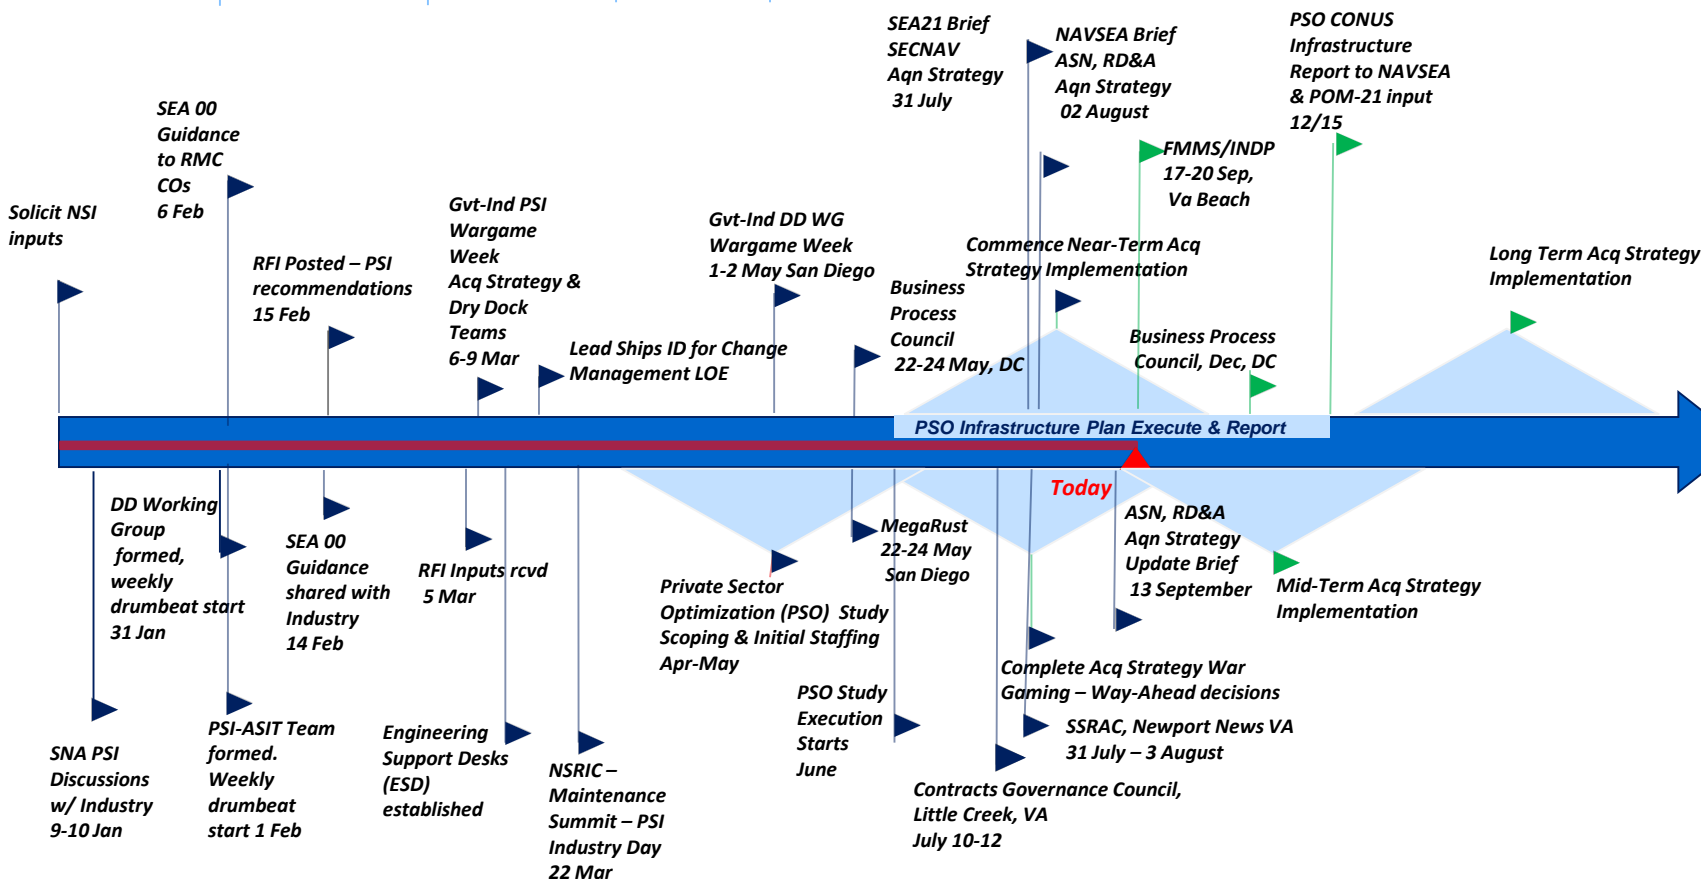 SEA21 Brief
SECNAV
Aqn Strategy
31 July
NAVSEA Brief
ASN, RD&A
Aqn Strategy
02 August
PSO CONUS
Infrastructure
Report to NAVSEA
& POM-21 input
12/15
SEA 00
Guidance
to RMC
COs
6 Feb
FMMS/INDP
17-20 Sep,
Va Beach
Solicit NSI
inputs
Gvt-Ind PSI
Wargame
Week
Acq Strategy &
Dry Dock
Teams
6-9 Mar
Gvt-Ind DD WG
Wargame Week
1-2 May San Diego
RFI Posted – PSI
recommendations
15 Feb
Commence Near-Term Acq
Strategy Implementation
Long Term Acq Strategy
Implementation
Business
Process
Council
22-24 May, DC
Lead Ships ID for Change
Management LOE
Business Process
Council, Dec, DC
PSO Infrastructure Plan Execute & Report
Today
DD Working
Group
formed,
weekly
drumbeat start
31 Jan
SEA 00
Guidance
shared with
Industry
14 Feb
RFI Inputs rcvd
5 Mar
MegaRust
22-24 May
San Diego
ASN, RD&A
Aqn Strategy
Update Brief
13 September
Private Sector
Optimization (PSO) Study
Scoping & Initial Staffing
Apr-May
Mid-Term Acq Strategy
Implementation
Complete Acq Strategy War
Gaming – Way-Ahead decisions
PSO Study
Execution
Starts
June
SSRAC, Newport News VA
31 July – 3 August
SNA PSI
Discussions
w/ Industry
9-10 Jan
PSI-ASIT Team
formed.
Weekly
drumbeat
start 1 Feb
Engineering
Support Desks
(ESD)
established
NSRIC –
Maintenance
Summit – PSI
Industry Day
22 Mar
Contracts Governance Council,
Little Creek, VA
July 10-12